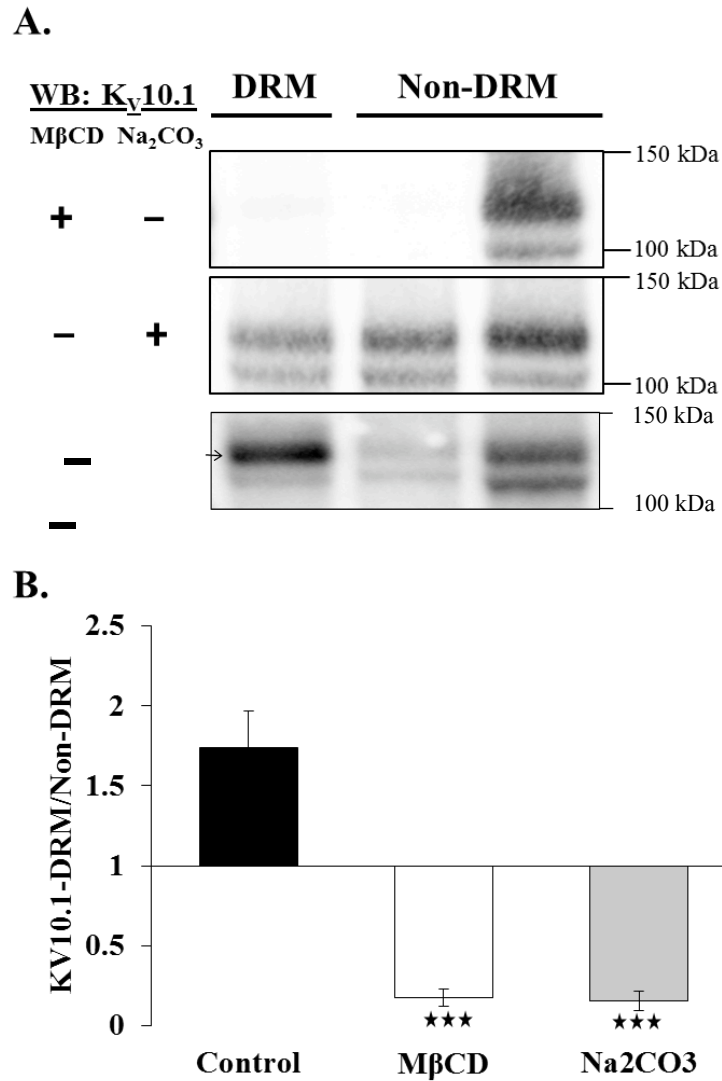 A.
WB: KV10.1
DRM
Non-DRM
MβCD Na2CO3
150 kDa
+ −
100 kDa
150 kDa
− +
100 kDa
150 kDa
−
100 kDa
−
B.
KV10.1-DRM/Non-DRM
2.5
2
1.5
1
0.5
0
★★★ ★★★
Control MβCD Na2CO3